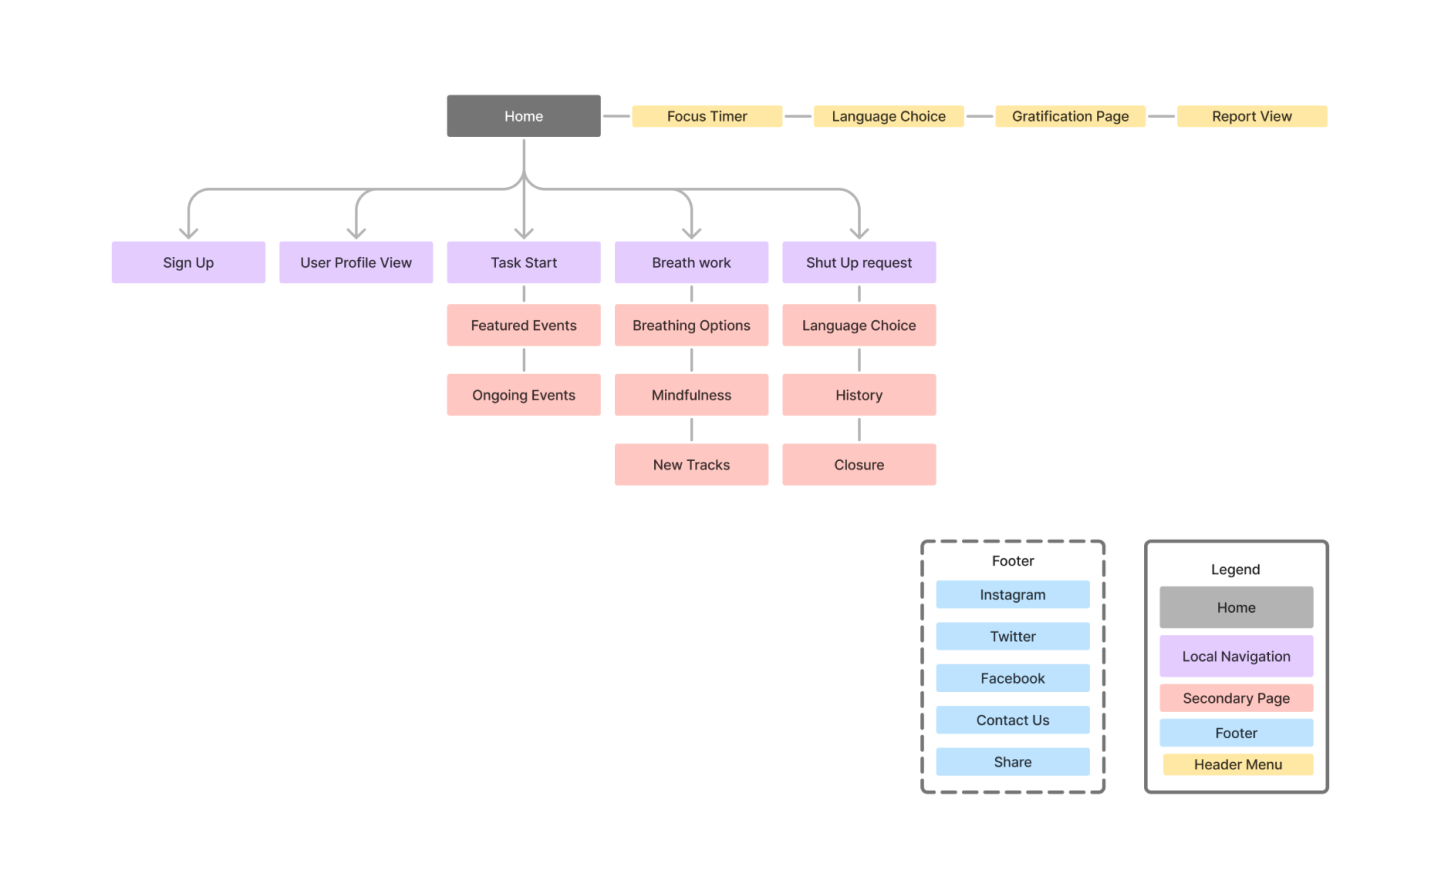 Home
Focus Timer
Language Choice
Gratification Page
Report View
Sign Up
User Profile View
Task Start
Breath work
Shut Up request
Featured Events
Breathing Options
Language Choice
Ongoing Events
Mindfulness
History
New Tracks
Closure
Footer
Instagram
Twitter
Facebook
Contact Us
Share
Legend
Home
Local Navigation
Secondary Page
Footer
Header Menu